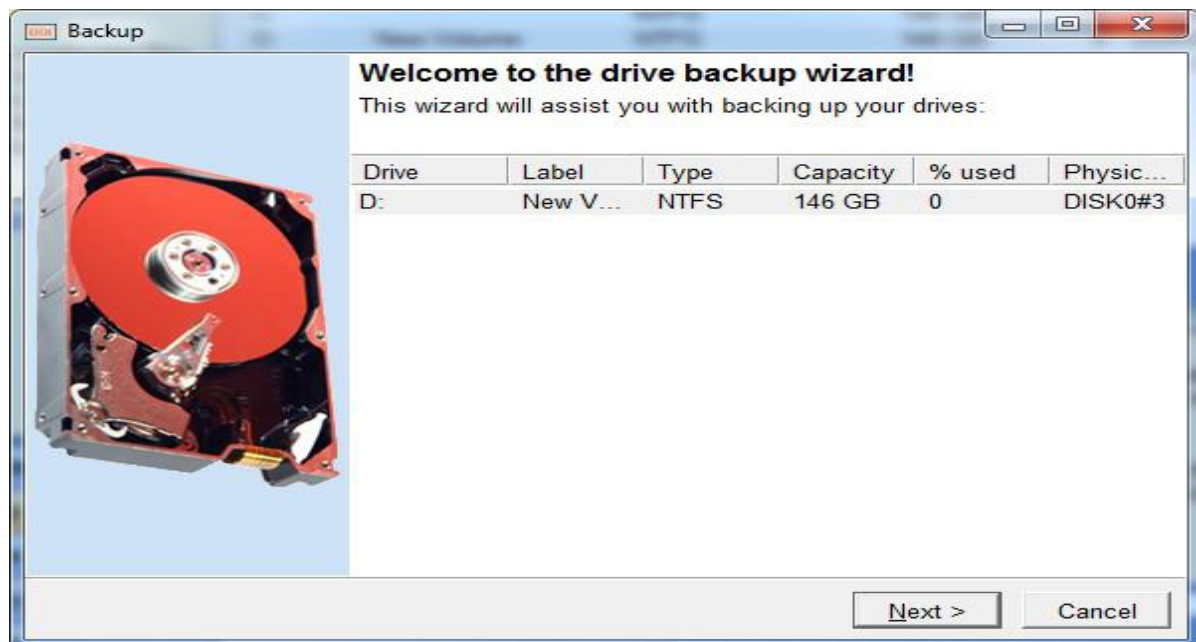 Backup
Welcome to the drive backup wizard!
This wizard will assist you with backing up your drives:
Drive Label Type Capacity % used Physic...
D: New V... NTFS 146 GB 0 DISK0#3
Next > Cancel